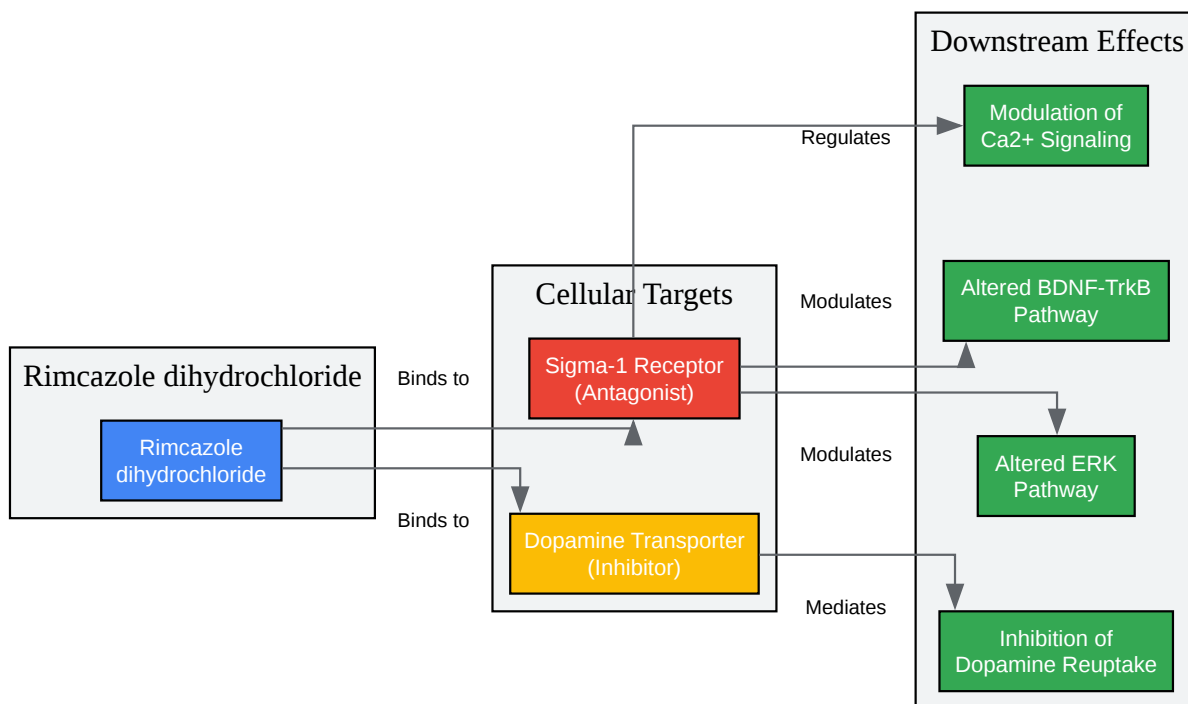 Rimcazole dihydrochloride
Rimcazole
dihydrochloride
Binds to
Binds to
Cellular Targets
Sigma-1 Receptor
(Antagonist)
Dopamine Transporter
(Inhibitor)
Regulates
Modulates
Modulates
Mediates
Downstream Effects
Modulation of
Ca2+ Signaling
Altered BDNF-TrkB
Pathway
Altered ERK
Pathway
Inhibition of
Dopamine Reuptake